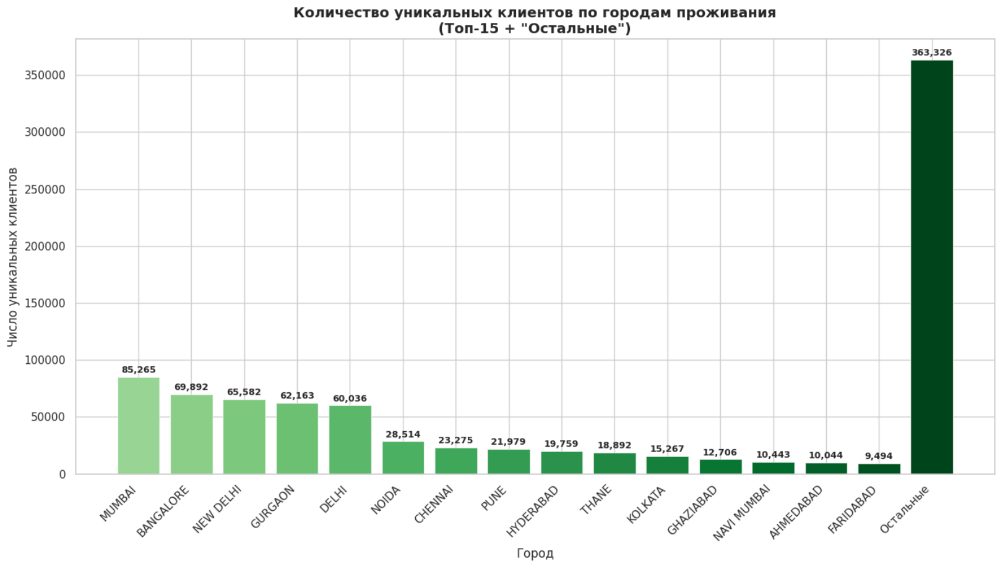 Количество уникальных клиентов по городам проживания
(Топ-15 + "Остальные")
Число уникальных клиентов
350000
300000
250000
200000
150000
100000
50000
0
85,265
69,892
65,582
62,163
60,036
28,514
23,275
21,979
19,759
18,892
15,267
12,706
10,443
10,044
9,494
363,326
MUMBAI
BANGALORE
NEW DELHI
GURGAON
DELHI
NOIDA
CHENNAI
PUNE
HYDERABAD
THANE
KOLKATA
GHAZIABAD
NAVI MUMBAI
AHMEDABAD
FARIDABAD
Остальные
Город